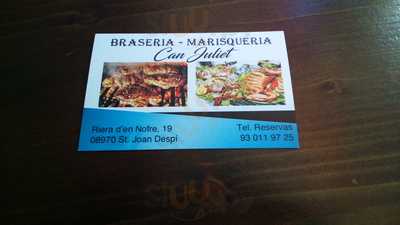 BRASERIA - MARISQUERIA
Can Juliet
Riera d'en Nofre, 19
08970 St. Joan Despí
Tel. Reservas
93 011 97 25